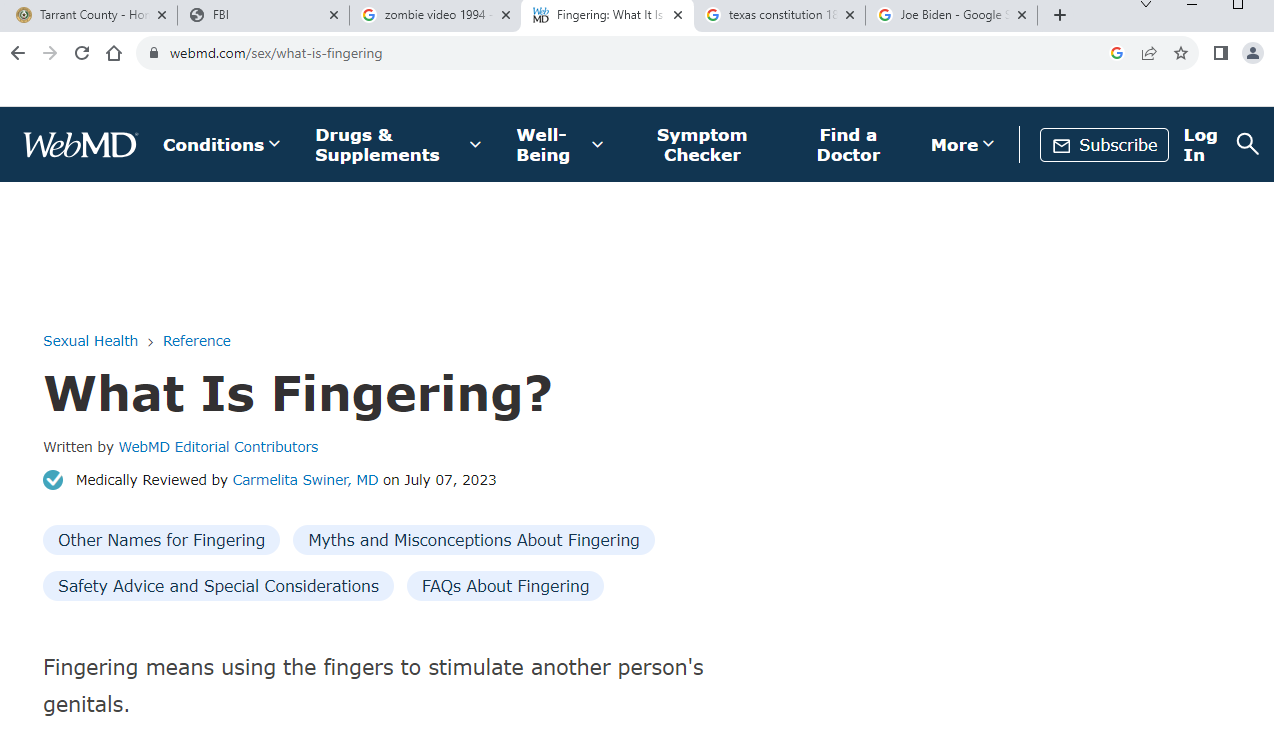 Tarrant County - Hor
FBI
zombie video 1994 -
Fingering: What It Is
texas constitution 18
Joe Biden - Google S
webmd.com/sex/what-is-fingering
WebMD
Conditions
Drugs &
Supplements
Well-
Being
Symptom
Checker
Find a
Doctor
More
Subscribe
Log
In
Sexual Health > Reference
What Is Fingering?
Written by WebMD Editorial Contributors
Medically Reviewed by Carmelita Swiner, MD on July 07, 2023
Other Names for Fingering
Myths and Misconceptions About Fingering
Safety Advice and Special Considerations
FAQs About Fingering
Fingering means using the fingers to stimulate another person's
genitals.